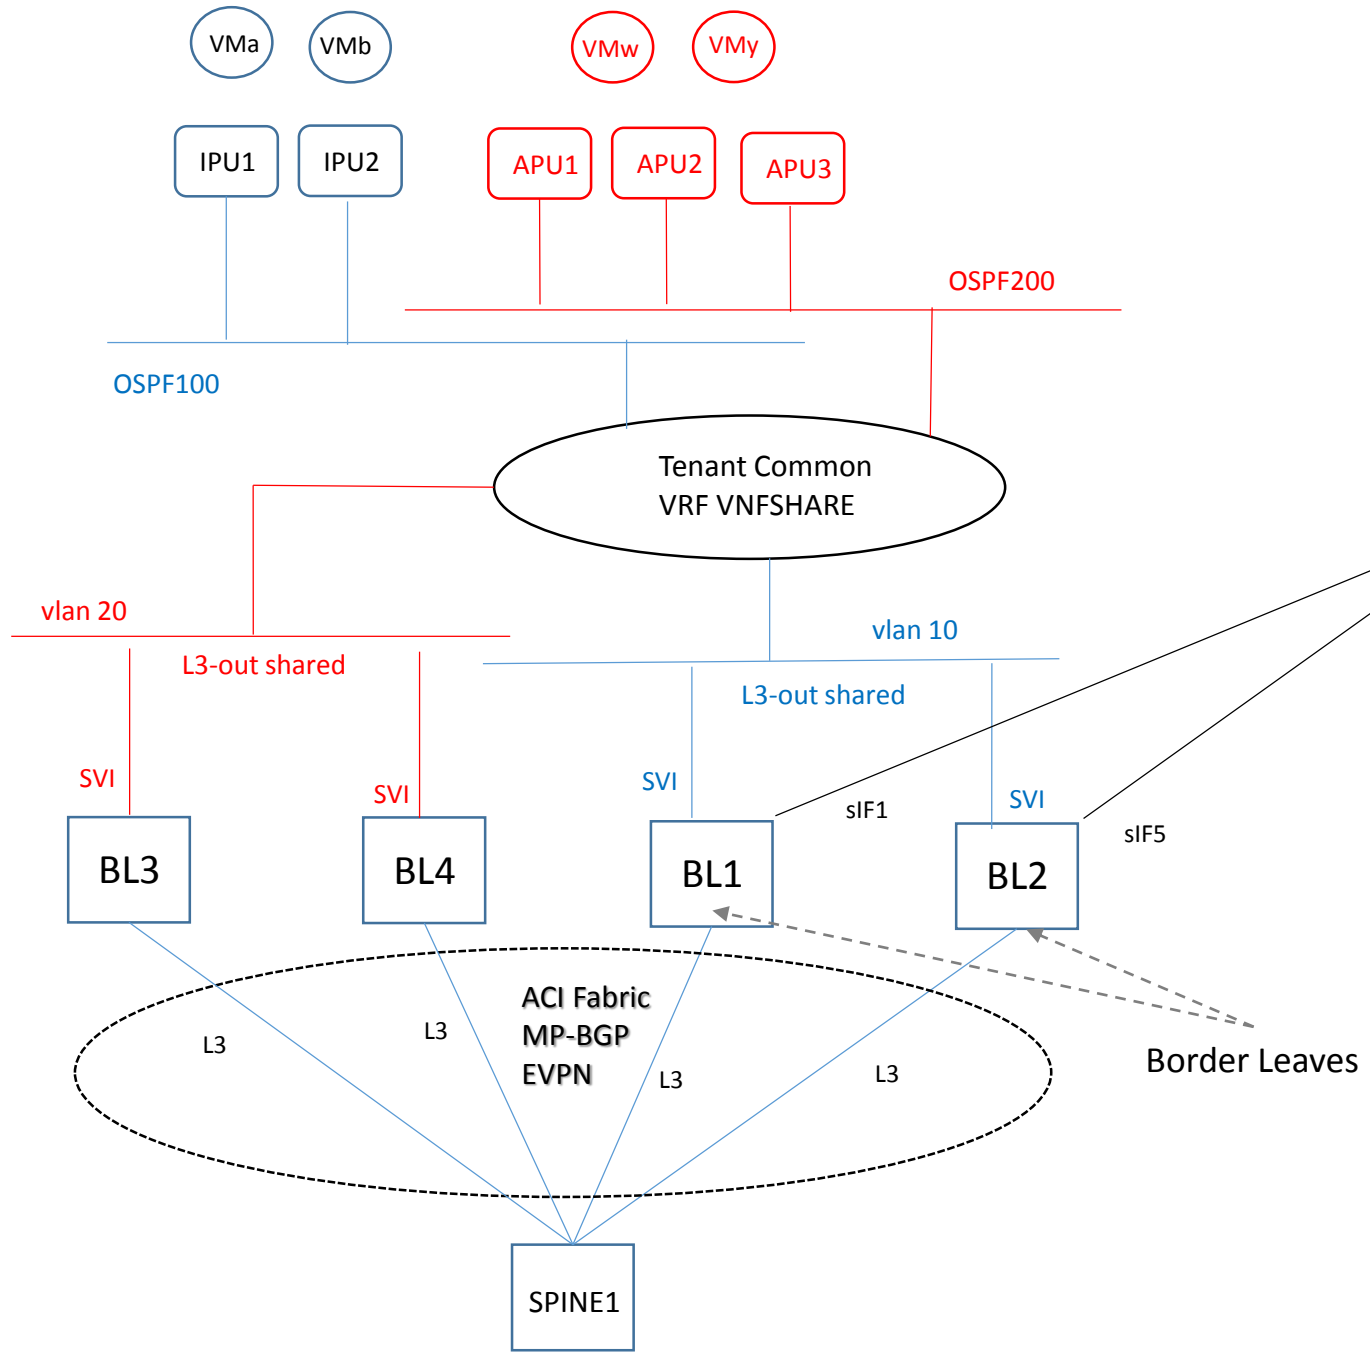 VMa
VMb
VMw
VMy
IPU1
IPU2
APU1
APU2
APU3
OSPF200
OSPF100
Tenant Common
VRF VNFSHARE
vlan 20
L3-out shared
vlan 10
L3-out shared
SVI
SVI
SVI
SVI
sIF1
sIF5
BL3
BL4
BL1
BL2
ACI Fabric
MP-BGP
EVPN
L3
L3
L3
L3
Border Leaves
SPINE1